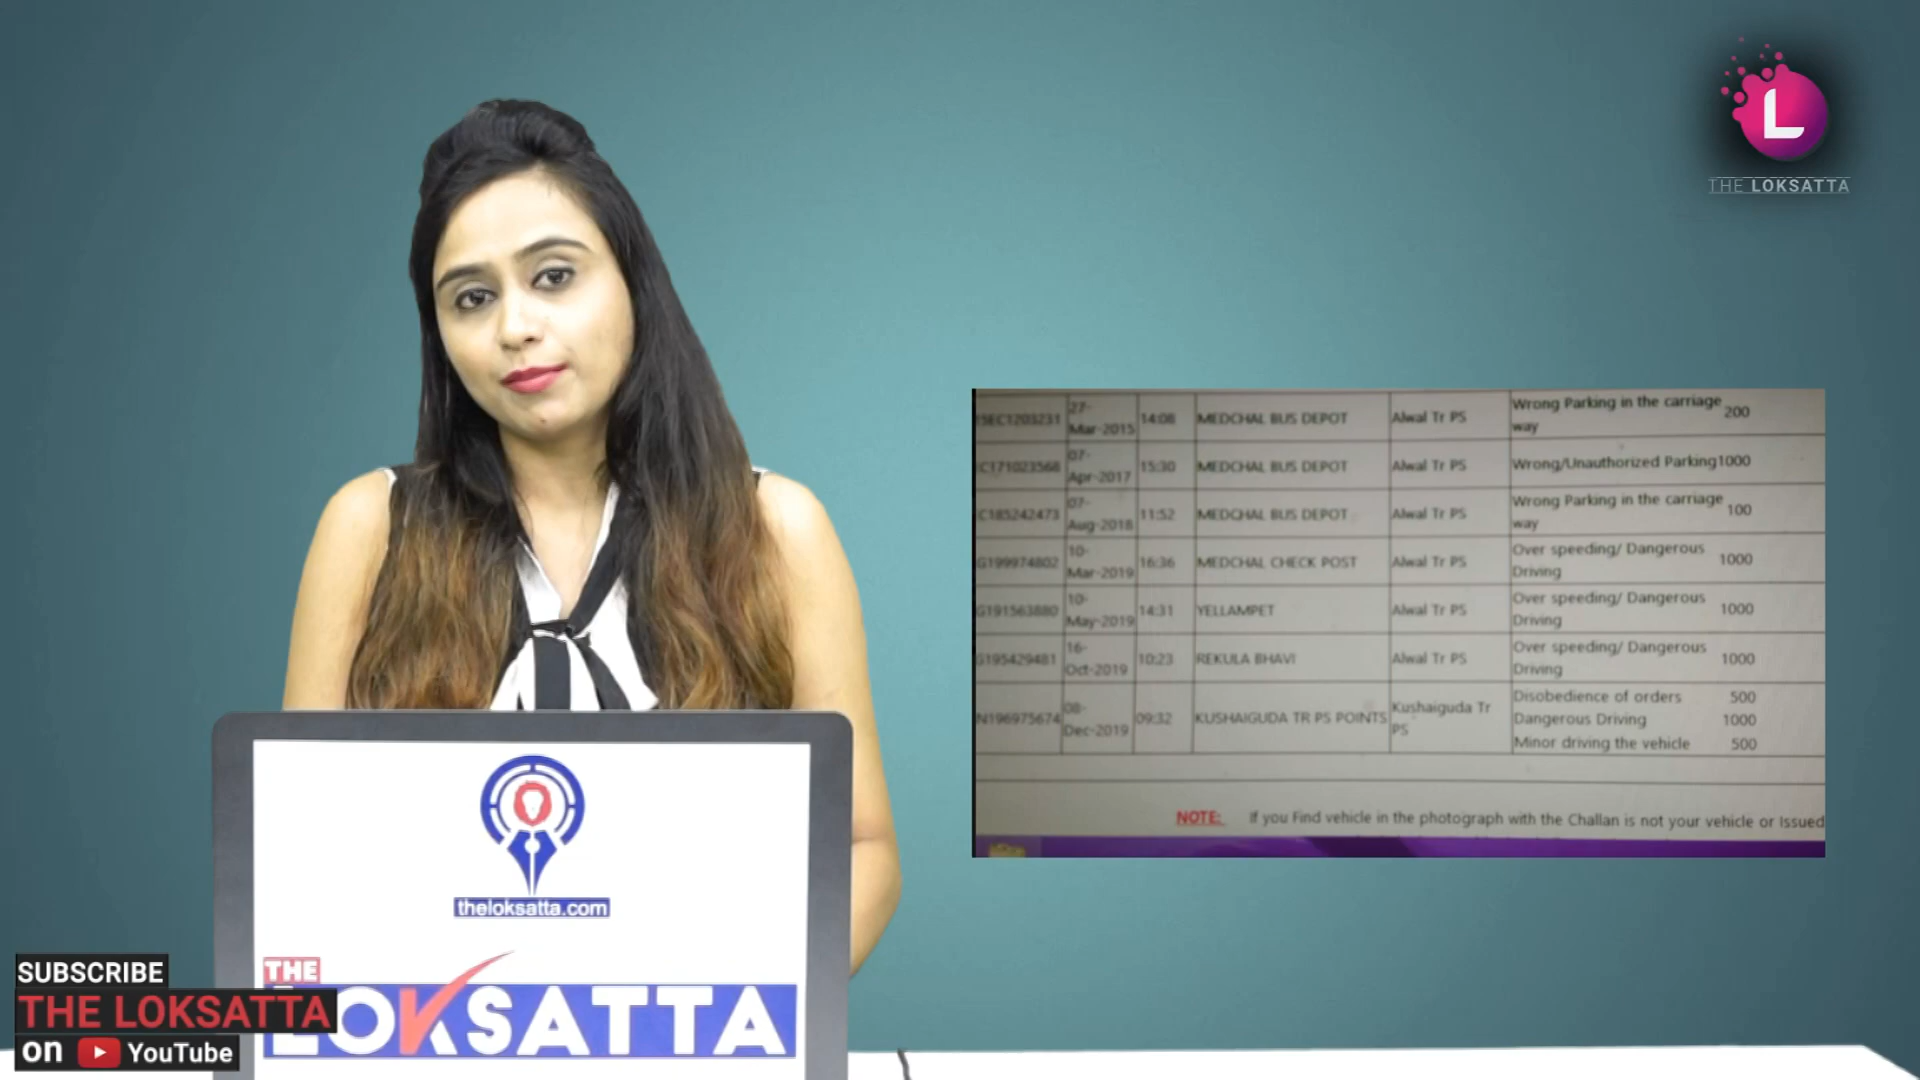 L
THE LOKSATTA
27-
Mar-2015 14:08 MEDCHAL BUS DEPOT Alwal Tr PS Wrong Parking in the carriage way 200
C171023568 07-
Apr-2017 15:30 MEDCHAL BUS DEPOT Alwal Tr PS Wrong/Unauthorized Parking 1000
C185242473 07-
Aug-2018 11:52 MEDCHAL BUS DEPOT Alwal Tr PS Wrong Parking in the carriage way 100
G199974802 10-
Mar-2019 16:36 MEDCHAL CHECK POST Alwal Tr PS Over speeding/ Dangerous Driving 1000
G191563880 10-
May-2019 14:31 YELLAMPET Alwal Tr PS Over speeding/ Dangerous Driving 1000
G195429481 16-
Oct-2019 10:23 REKULA BHAVI Alwal Tr PS Over speeding/ Dangerous Driving 1000
N196975674 08-
Dec-2019 09:32 KUSHAIGUDA TR PS POINTS Kushaiguda Tr PS Disobedience of orders 500
Dangerous Driving 1000
Minor driving the vehicle 500
NOTE: If you Find vehicle in the photograph with the Challan is not your vehicle or Issued
theloksatta.com
THE
LOKSATTA
SUBSCRIBE
THE LOKSATTA
on YouTube